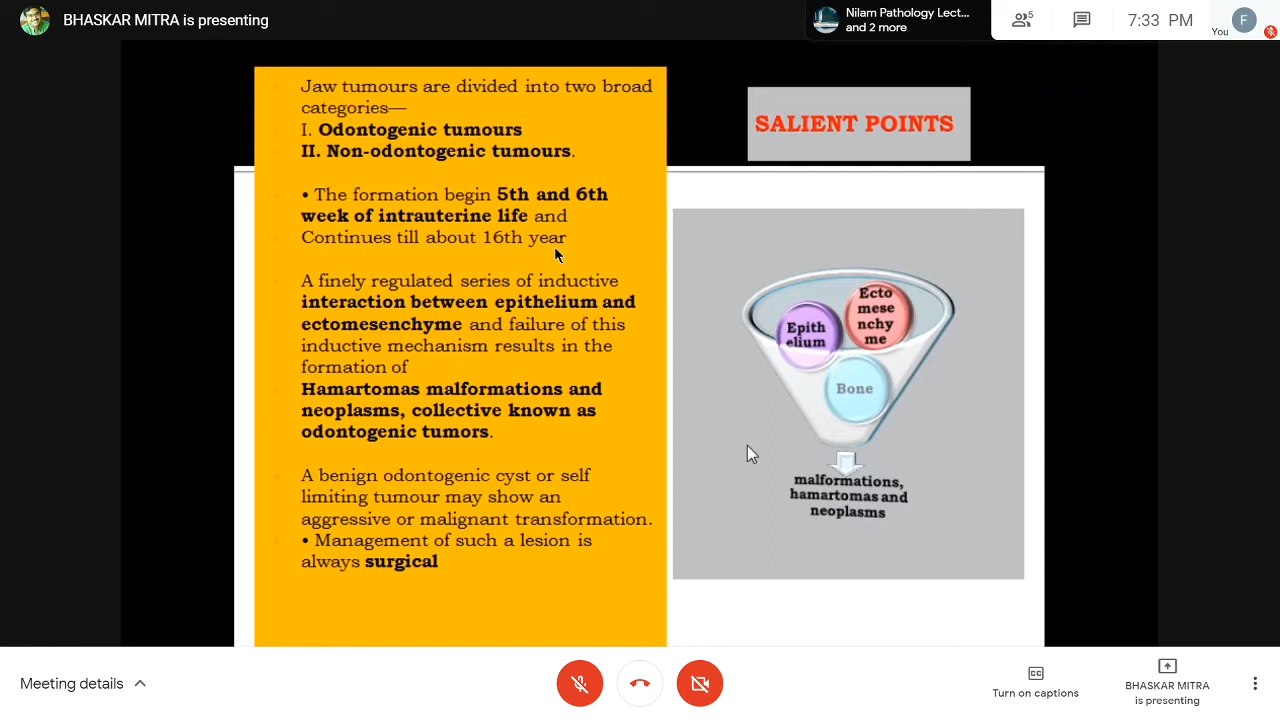 BHASKAR MITRA is presenting
Nilam Pathology Lect...
and 2 more
5
7:33 PM
You
F
Jaw tumours are divided into two broad
categories—
I. Odontogenic tumours
II. Non-odontogenic tumours.
• The formation begin 5th and 6th
week of intrauterine life and
Continues till about 16th year
A finely regulated series of inductive
interaction between epithelium and
ectomesenchyme and failure of this
inductive mechanism results in the
formation of
Hamartomas malformations and
neoplasms, collective known as
odontogenic tumors.
A benign odontogenic cyst or self
limiting tumour may show an
aggressive or malignant transformation.
• Management of such a lesion is
always surgical
SALIENT POINTS
Epith
elium
Ecto
mese
nchy
me
Bone
malformations,
hamartomas and
neoplasms
Meeting details
CC
Turn on captions
BHASKAR MITRA
is presenting